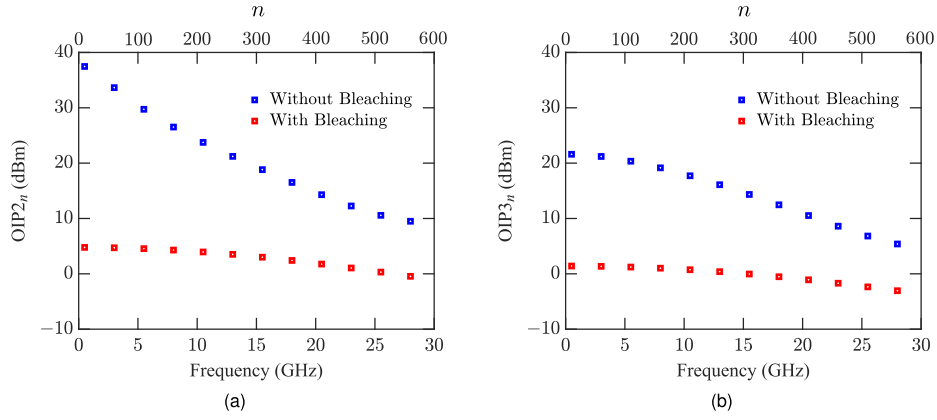 n
0 100 200 300 400 500 600
40
30
20
10
0
−10
OIP2n (dBm)
Without Bleaching
With Bleaching
0 5 10 15 20 25 30
Frequency (GHz)
(a)
n
0 100 200 300 400 500 600
40
30
20
10
0
−10
OIP3n (dBm)
Without Bleaching
With Bleaching
0 5 10 15 20 25 30
Frequency (GHz)
(b)